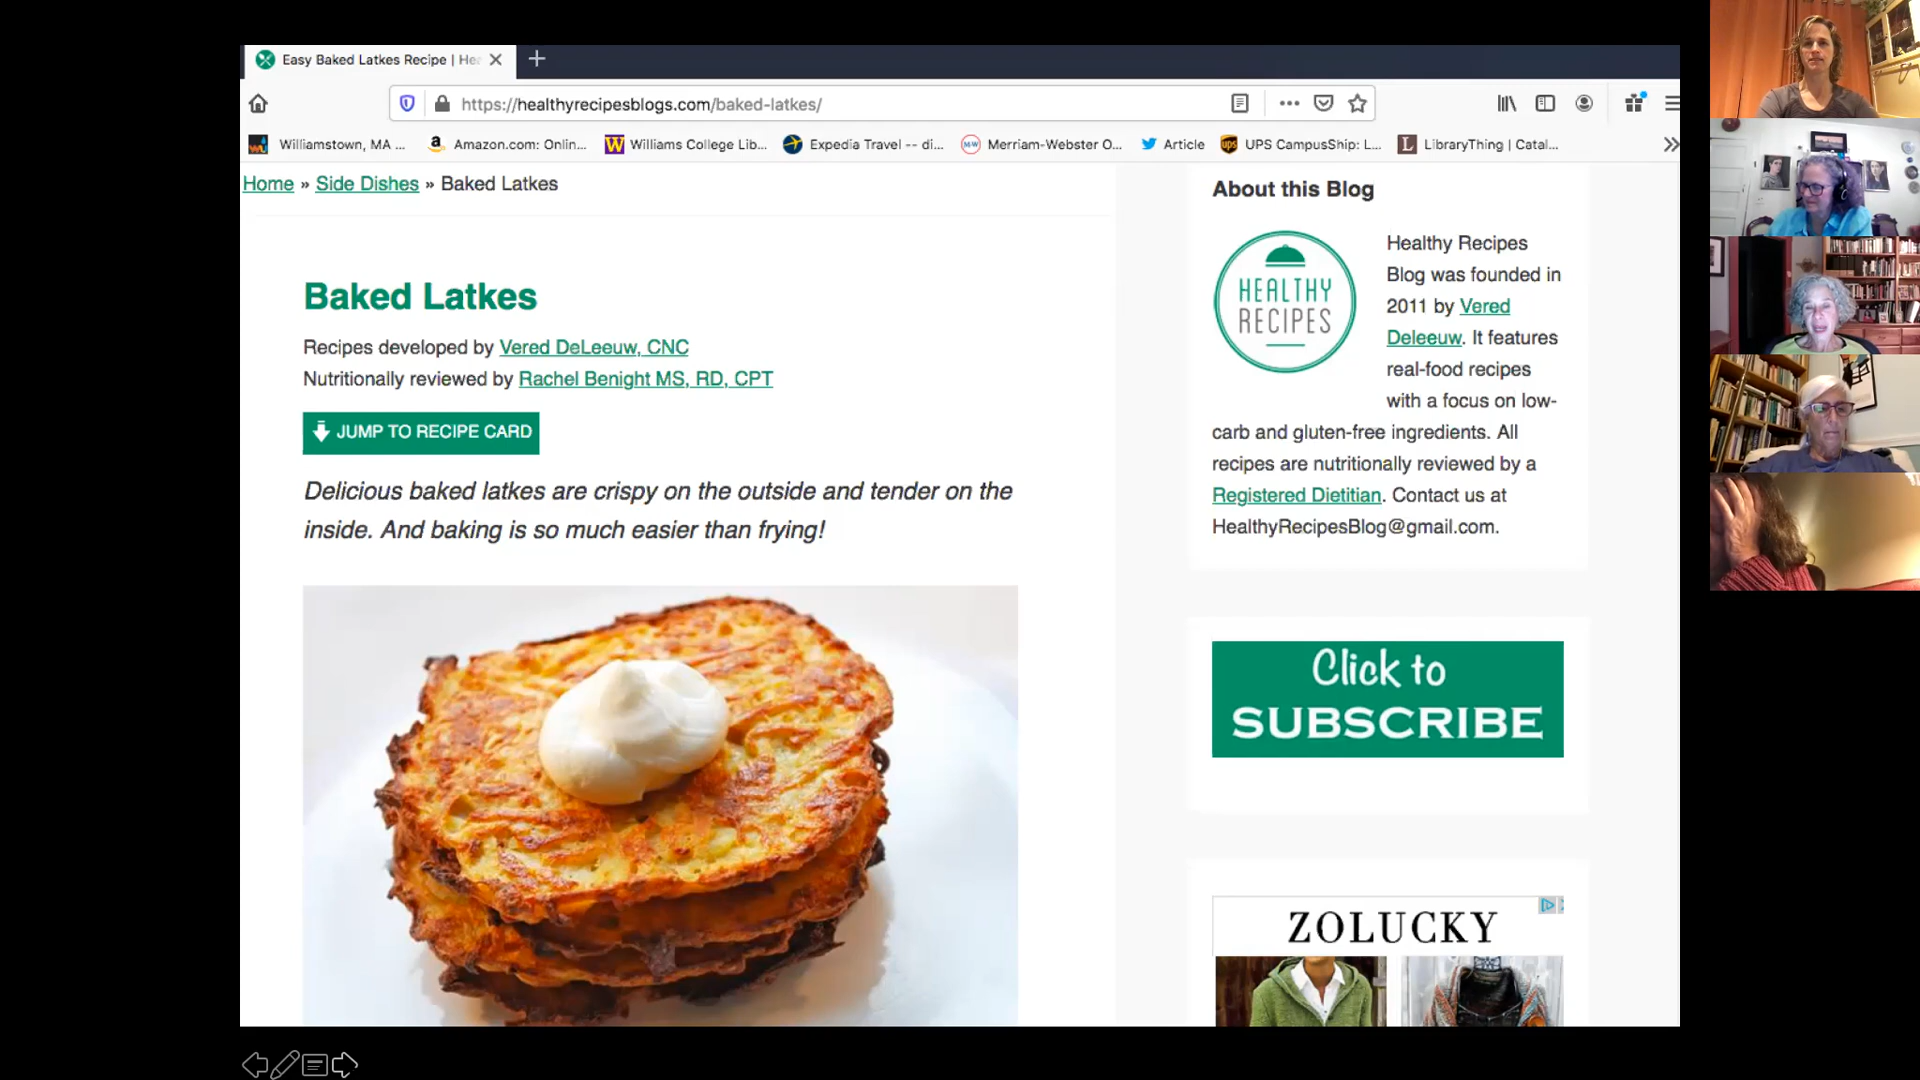 Easy Baked Latkes Recipe | Hea
https://healthyrecipesblogs.com/baked-latkes/
Williamstown, MA ...
a Amazon.com: Onlin...
W Williams College Lib...
Expedia Travel -- di...
M-W Merriam-Webster O...
Article
ups UPS CampusShip: L...
L LibraryThing | Catal...
Home » Side Dishes » Baked Latkes
Baked Latkes
Recipes developed by Vered DeLeeuw, CNC
Nutritionally reviewed by Rachel Benight MS, RD, CPT
JUMP TO RECIPE CARD
Delicious baked latkes are crispy on the outside and tender on the
inside. And baking is so much easier than frying!
About this Blog
HEALTHY
RECIPES
Healthy Recipes
Blog was founded in
2011 by Vered
Deleeuw. It features
real-food recipes
with a focus on low-
carb and gluten-free ingredients. All
recipes are nutritionally reviewed by a
Registered Dietitian. Contact us at
HealthyRecipesBlog@gmail.com.
Click to
SUBSCRIBE
ZOLUCKY